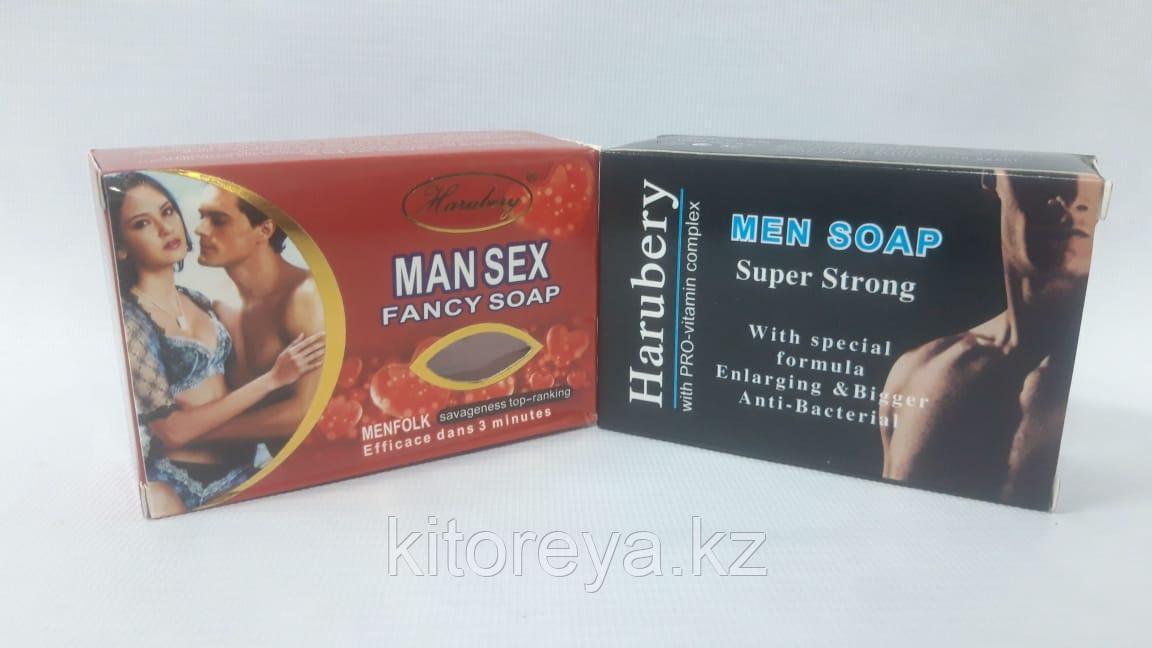 Harubery
MAN SEX
FANCY SOAP
MENFOLK savageness top-ranking
Efficace dans 3 minutes
Harubery
with PRO-vitamin complex
MEN SOAP
Super Strong
With special
formula
Enlarging & Bigger
Anti-Bacterial
kitoreya.kz